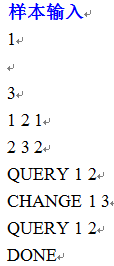 样本输入
1
3
1 2 1
2 3 2
QUERY 1 2
CHANGE 1 3
QUERY 1 2
DONE